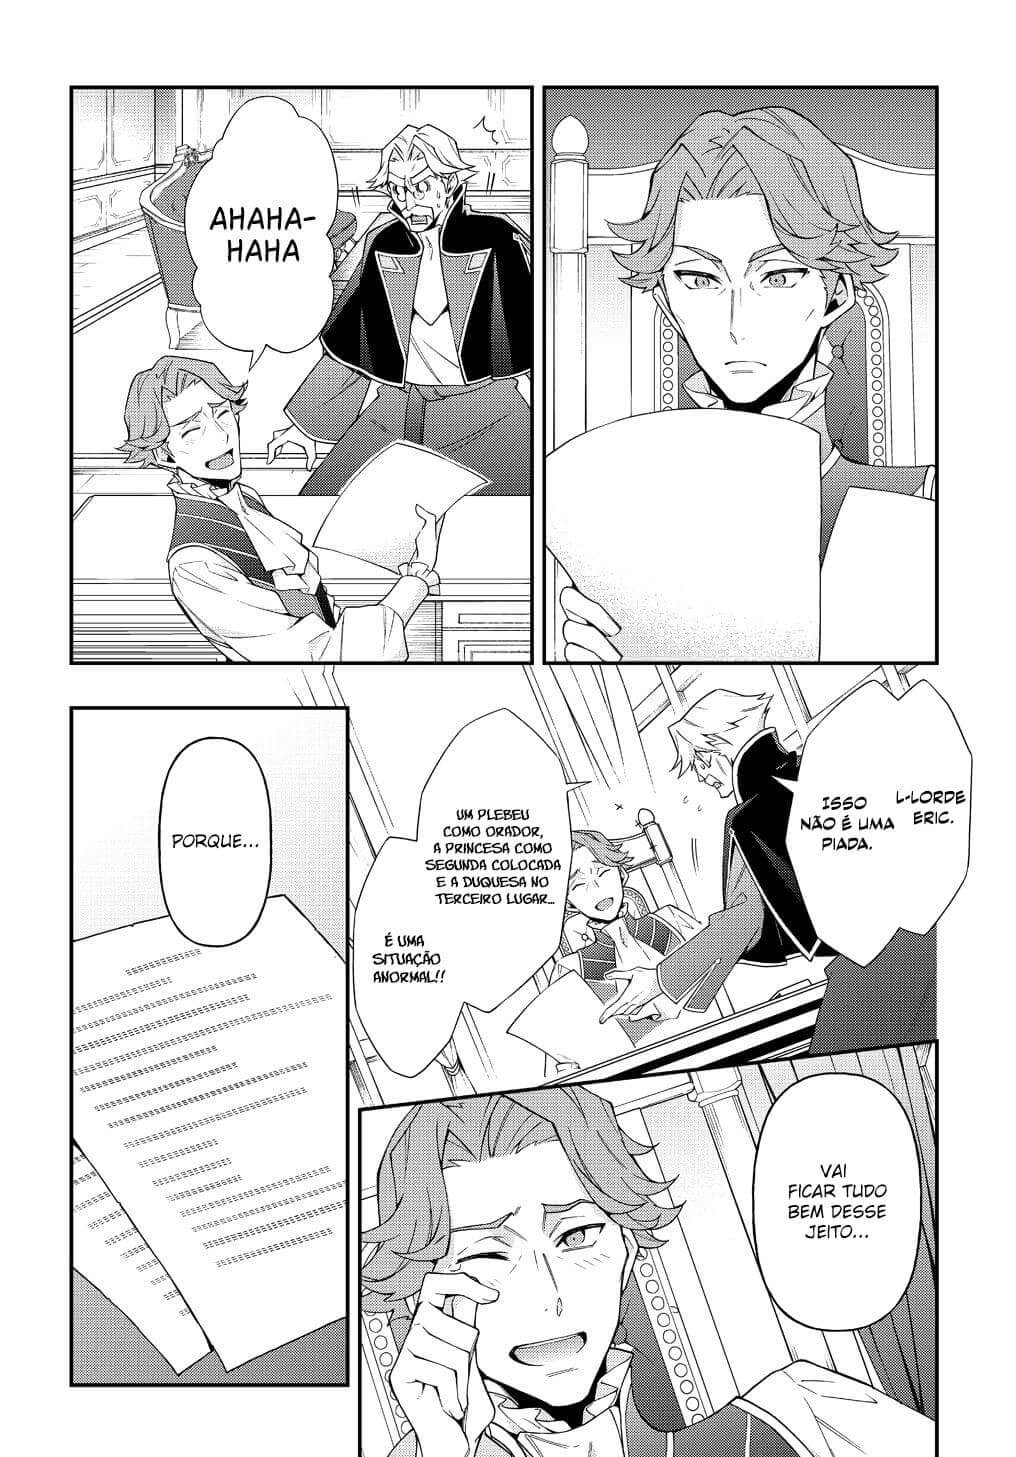 AHAHA-
HAHA
L-LORDE
ERIC.
ISSO
NÃO É UMA
PIADA.
UM PLEBEU
COMO ORADOR,
A PRINCESA COMO
SEGUNDA COLOCADA
E A DUQUESA NO
TERCEIRO LUGAR...
É UMA
SITUAÇÃO
ANORMAL!!
VAI
FICAR TUDO
BEM DESSE
JEITO...
PORQUE...